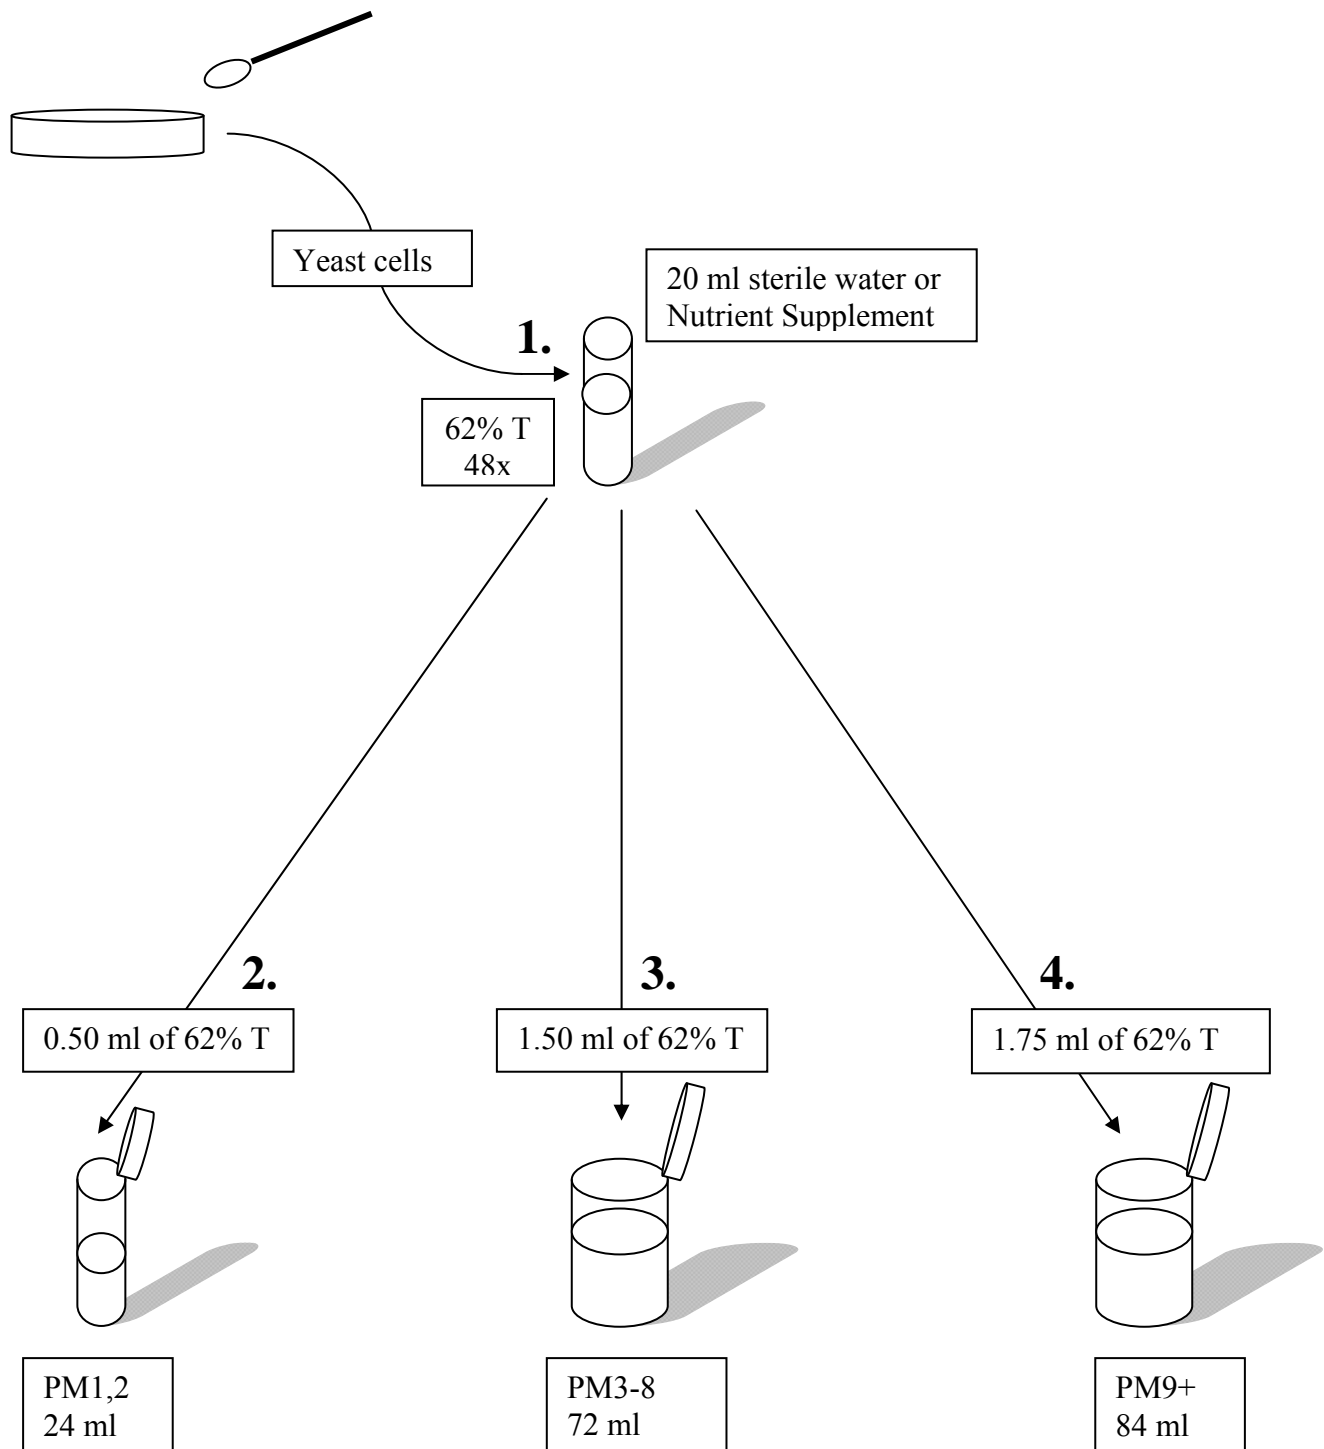 Yeast cells
20 ml sterile water or
Nutrient Supplement
1.
62% T
48x
2.
3.
4.
0.50 ml of 62% T
1.50 ml of 62% T
1.75 ml of 62% T
PM1,2
24 ml
PM3-8
72 ml
PM9+
84 ml